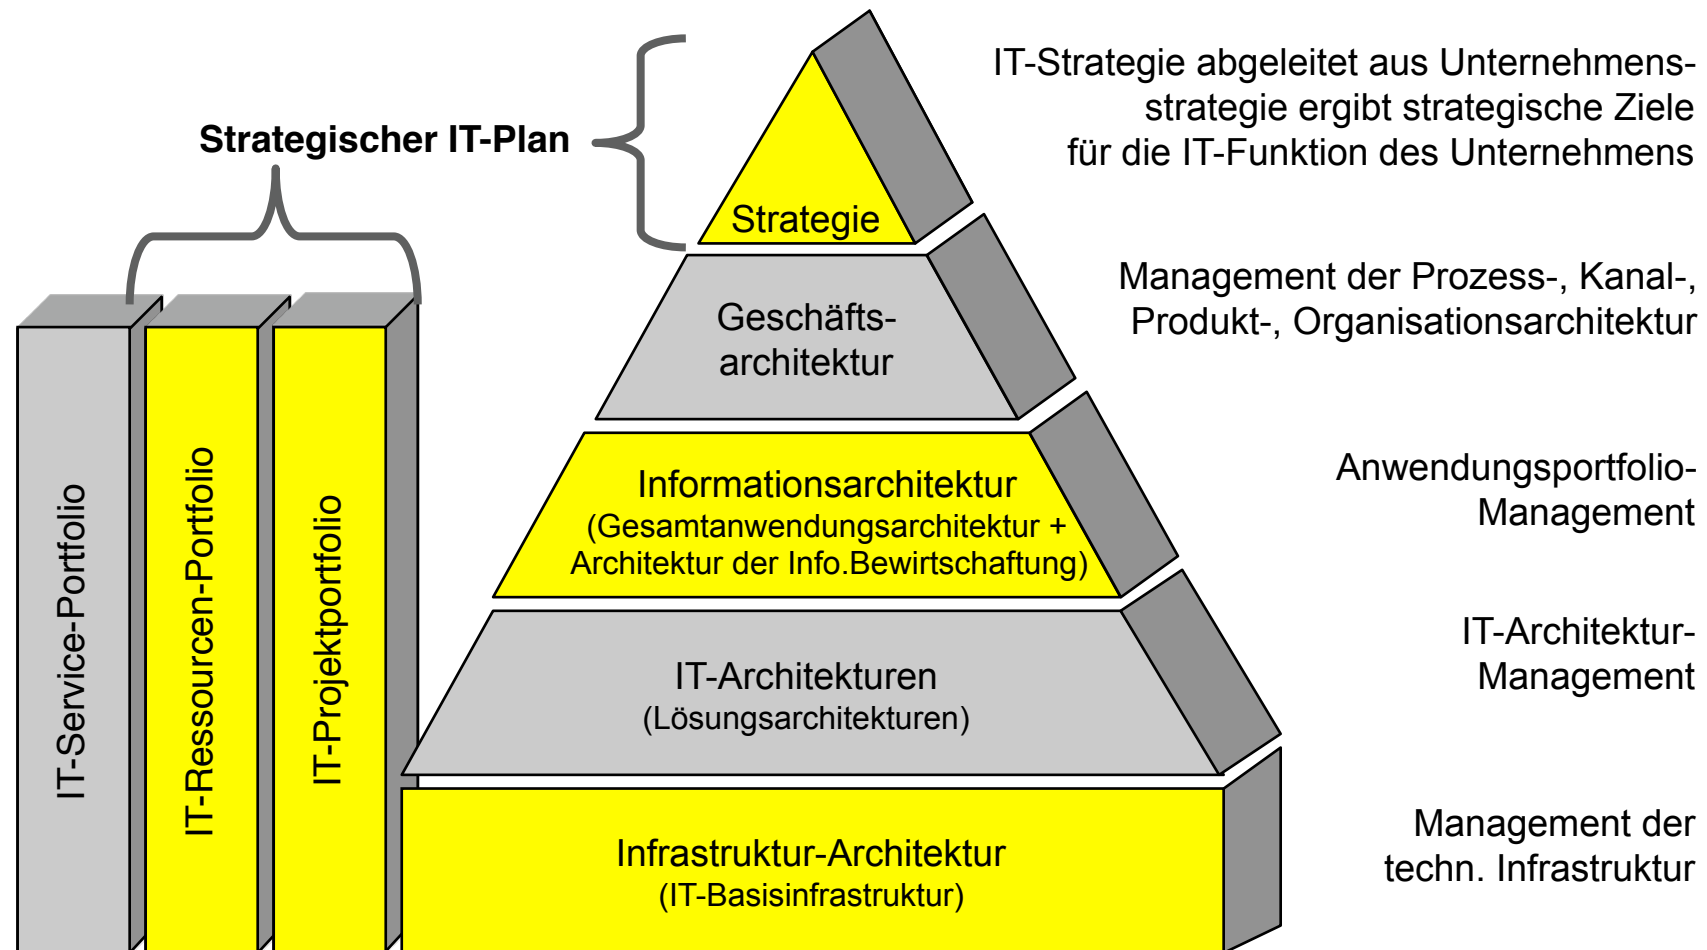 IT-Strategie abgeleitet aus Unternehmens-
strategie ergibt strategische Ziele
für die IT-Funktion des Unternehmens
Strategischer IT-Plan
Strategie
Geschäfts-
architektur
Management der Prozess-, Kanal-,
Produkt-, Organisationsarchitektur
Informationsarchitektur
(Gesamtanwendungsarchitektur +
Architektur der Info.Bewirtschaftung)
Anwendungsportfolio-
Management
IT-Architekturen
(Lösungsarchitekturen)
IT-Architektur-
Management
Infrastruktur-Architektur
(IT-Basisinfrastruktur)
Management der
techn. Infrastruktur
IT-Service-Portfolio
IT-Ressourcen-Portfolio
IT-Projektportfolio